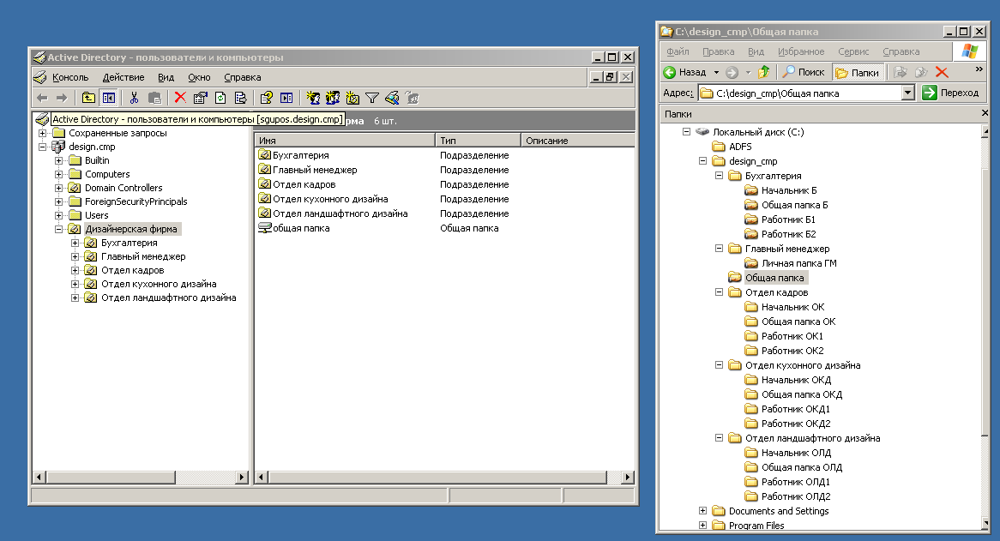 Active Directory - пользователи и компьютеры
Консоль Действие Вид Окно Справка
Active Directory - пользователи и компьютеры [sgupos.design.cmp]
6 шт.
Сохраненные запросы
design.cmp
Builtin
Computers
Domain Controllers
ForeignSecurityPrincipals
Users
Дизайнерская фирма
Бухгалтерия
Главный менеджер
Отдел кадров
Отдел кухонного дизайна
Отдел ландшафтного дизайна
Имя Тип Описание
Бухгалтерия Подразделение
Главный менеджер Подразделение
Отдел кадров Подразделение
Отдел кухонного дизайна Подразделение
Отдел ландшафтного дизайна Подразделение
общая папка Общая папка
C:\design_cmp\Общая папка
Файл Правка Вид Избранное Сервис Справка
Назад Поиск Папки »
Адрес: C:\design_cmp\Общая папка Переход
Папки
Локальный диск (C:)
ADFS
design_cmp
Бухгалтерия
Начальник Б
Общая папка Б
Работник Б1
Работник Б2
Главный менеджер
Личная папка ГМ
Общая папка
Отдел кадров
Начальник ОК
Общая папка ОК
Работник ОК1
Работник ОК2
Отдел кухонного дизайна
Начальник ОКД
Общая папка ОКД
Работник ОКД1
Работник ОКД2
Отдел ландшафтного дизайна
Начальник ОЛД
Общая папка ОЛД
Работник ОЛД1
Работник ОЛД2
Documents and Settings
Program Files